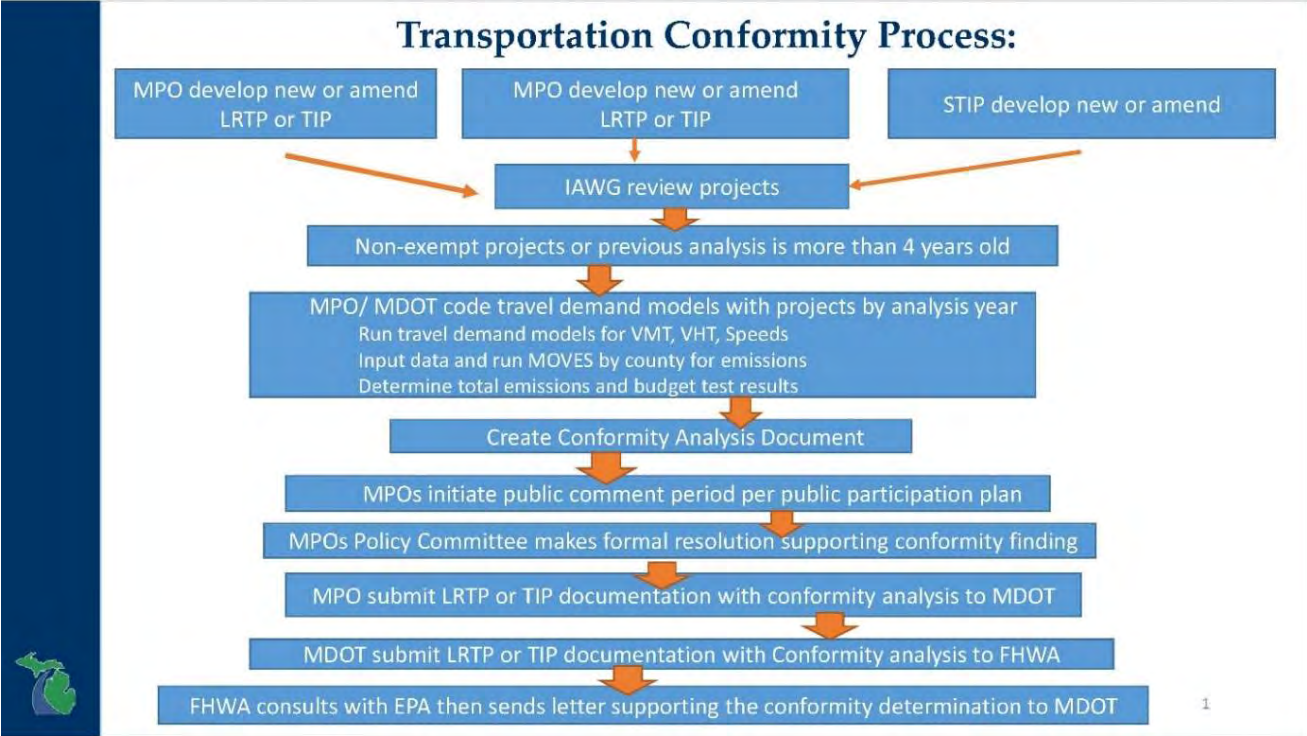 Transportation Conformity Process:
MPO develop new or amend
LRTP or TIP
MPO develop new or amend
LRTP or TIP
STIP develop new or amend
IAWG review projects
Non-exempt projects or previous analysis is more than 4 years old
MPO/ MDOT code travel demand models with projects by analysis year
Run travel demand models for VMT, VHT, Speeds
Input data and run MOVES by county for emissions
Determine total emissions and budget test results
Create Conformity Analysis Document
MPOs initiate public comment period per public participation plan
MPOs Policy Committee makes formal resolution supporting conformity finding
MPO submit LRTP or TIP documentation with conformity analysis to MDOT
MDOT submit LRTP or TIP documentation with Conformity analysis to FHWA
FHWA consults with EPA then sends letter supporting the conformity determination to MDOT
1